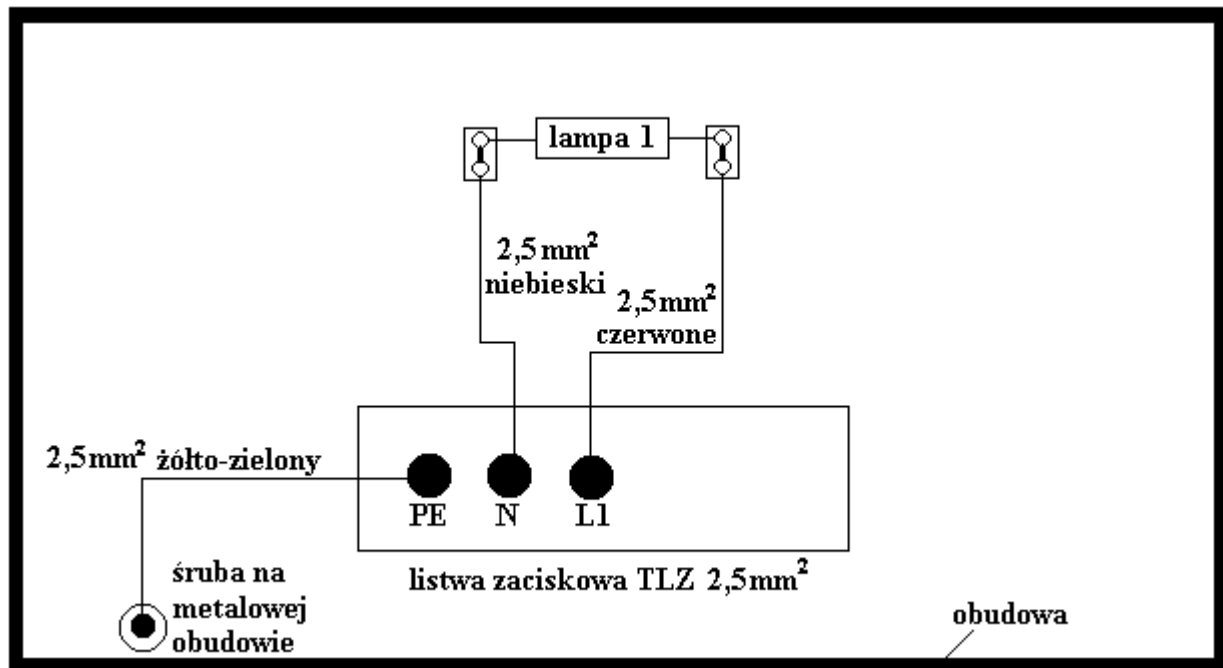 lampa 1
2,5mm²
niebieski
2,5mm²
czerwone
2,5mm² żółto-zielony
PE N L1
listwa zaciskowa TLZ 2,5mm²
śruba na
metalowej
obudowie
obudowa